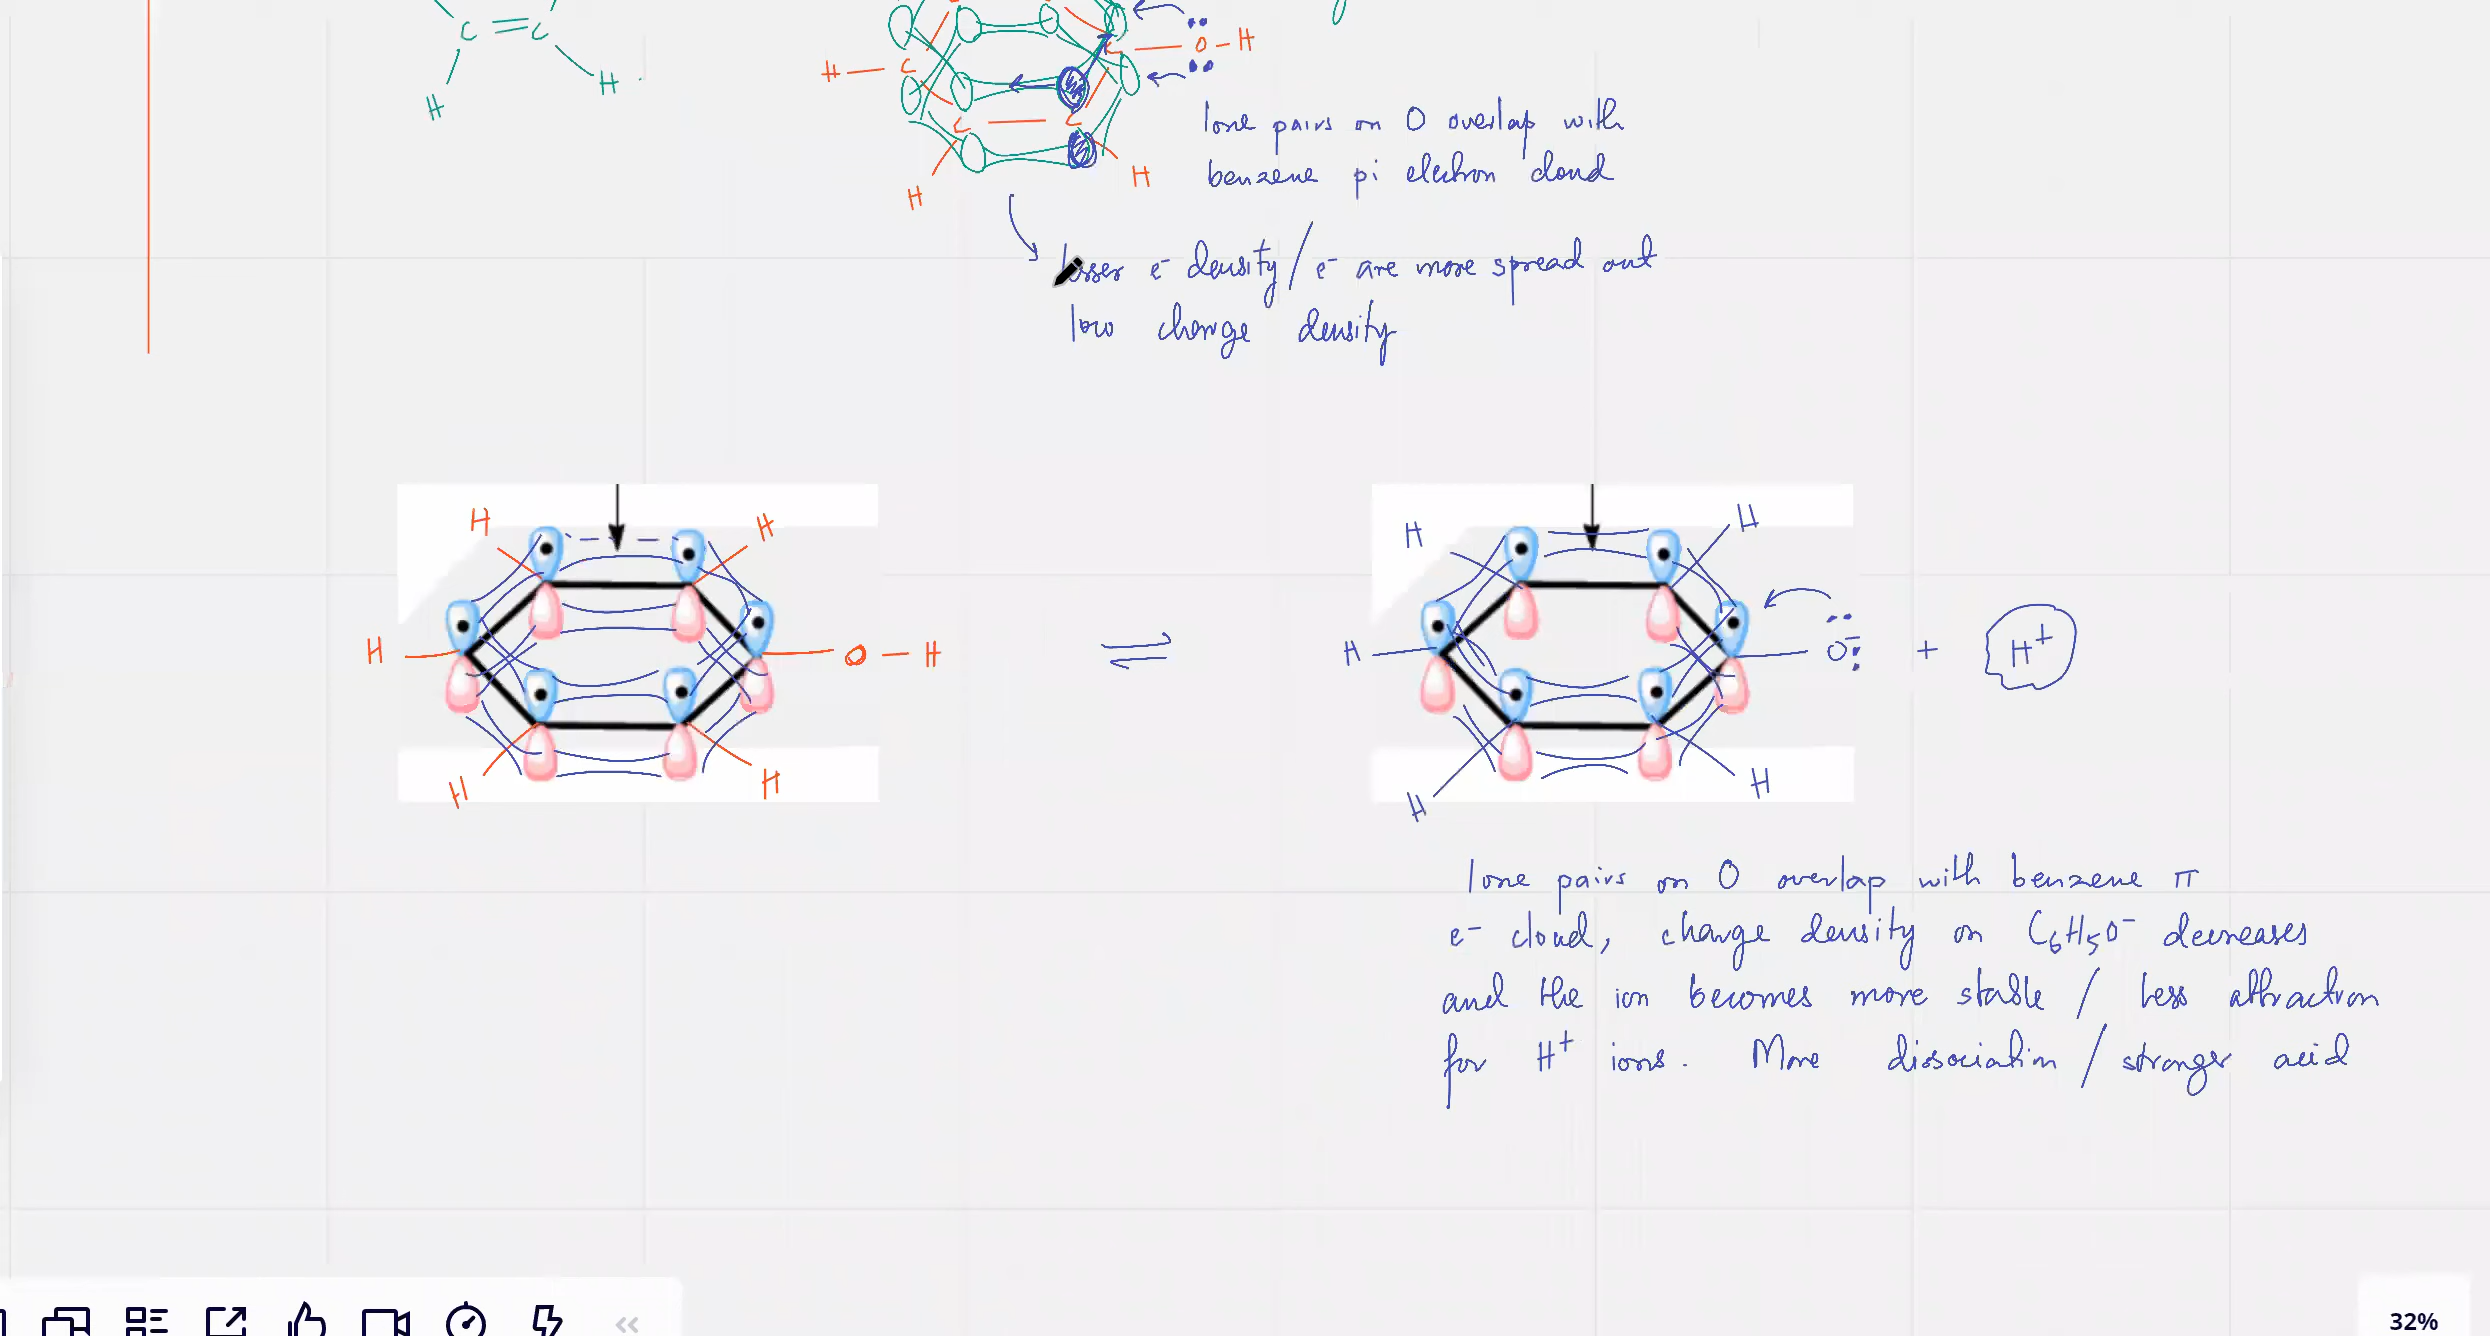 C = C
H
H
H — C
C — O — H
C — C
H
H
lone pairs on O overlap with
benzene pi electron cloud
lesser e⁻ density / e⁻ are more spread out
low charge density
H
H
H
O — H
H
H
⇌
H
H
H
O⁻
+
H⁺
H
H
lone pairs on O overlap with benzene π
e⁻ cloud, charge density on C₆H₅O⁻ decreases
and the ion becomes more stable / Less attraction
for H⁺ ions. More dissociation / stronger acid
32%